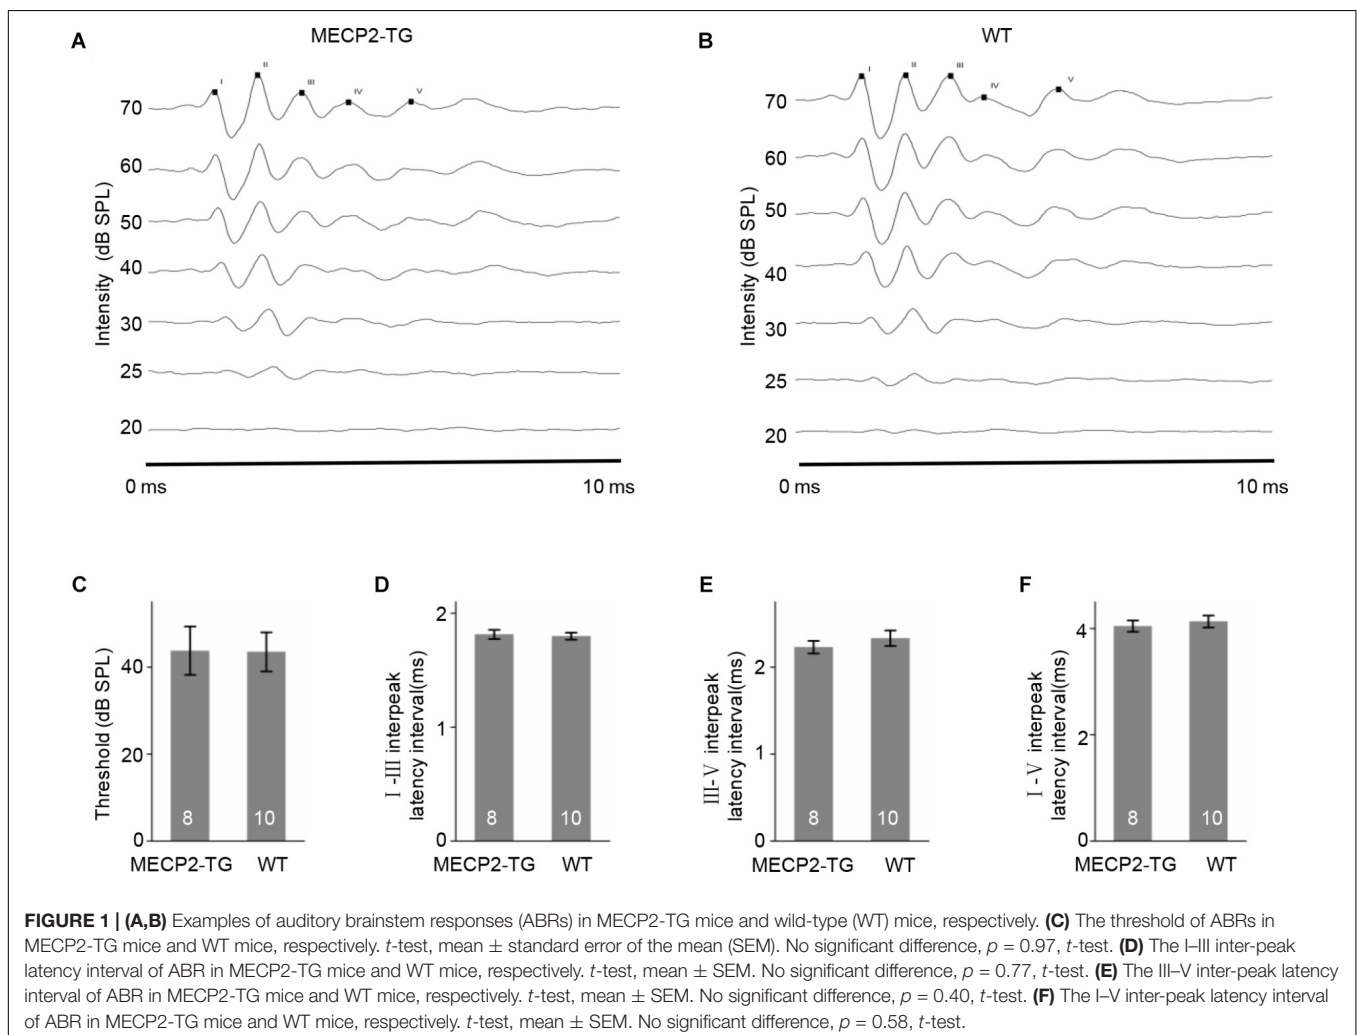 A MECP2-TG
B WT
I II III IV V
I II III IV V
Intensity (dB SPL)
70
60
50
40
30
25
20
0 ms 10 ms
Intensity (dB SPL)
70
60
50
40
30
25
20
0 ms 10 ms
C
Threshold (dB SPL)
40
20
0
8 10
MECP2-TG WT
D
I -III interpeak
latency interval(ms)
2
1
0
8 10
MECP2-TG WT
E
III-V interpeak
latency interval(ms)
2
1
0
8 10
MECP2-TG WT
F
I - V interpeak
latency interval(ms)
4
2
0
8 10
MECP2-TG WT
FIGURE 1 | (A,B) Examples of auditory brainstem responses (ABRs) in MECP2-TG mice and wild-type (WT) mice, respectively. (C) The threshold of ABRs in
MECP2-TG mice and WT mice, respectively. t-test, mean ± standard error of the mean (SEM). No significant difference, p = 0.97, t-test. (D) The I–III inter-peak
latency interval of ABR in MECP2-TG mice and WT mice, respectively. t-test, mean ± SEM. No significant difference, p = 0.77, t-test. (E) The III–V inter-peak latency
interval of ABR in MECP2-TG mice and WT mice, respectively. t-test, mean ± SEM. No significant difference, p = 0.40, t-test. (F) The I–V inter-peak latency interval
of ABR in MECP2-TG mice and WT mice, respectively. t-test, mean ± SEM. No significant difference, p = 0.58, t-test.